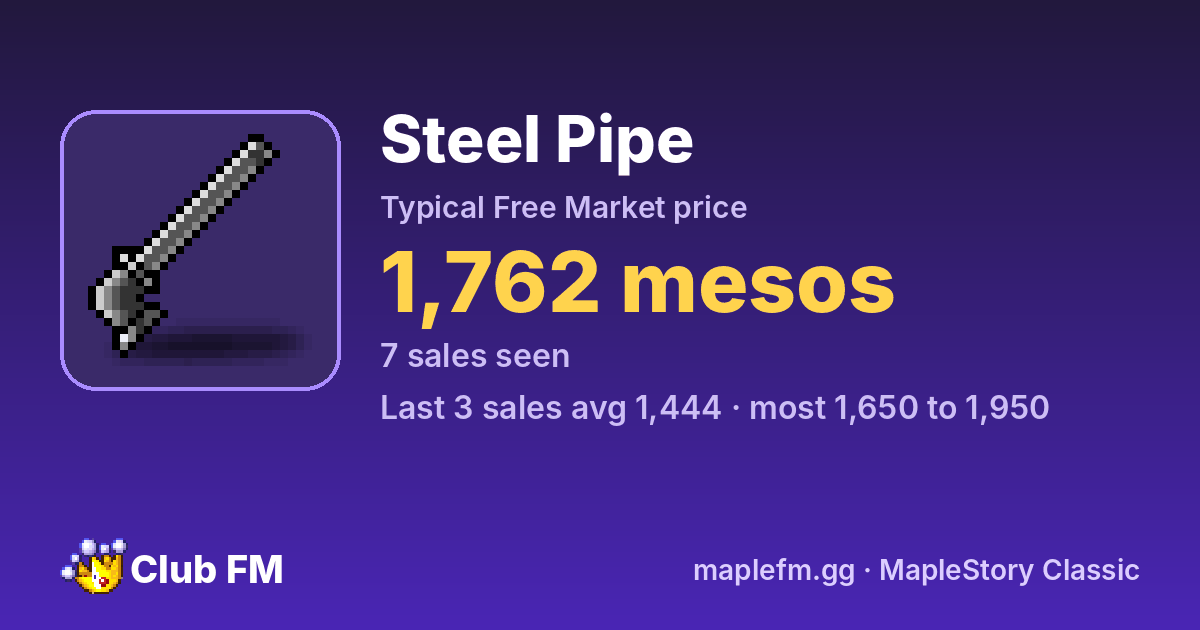 Steel Pipe
Typical Free Market price
1,762 mesos
7 sales seen
Last 3 sales avg 1,444 · most 1,650 to 1,950
Club FM
maplefm.gg · MapleStory Classic